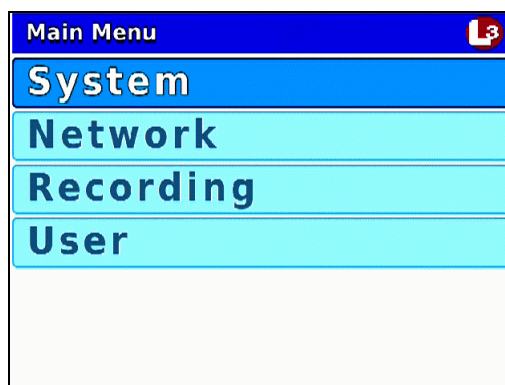 Main Menu
L3
System
Network
Recording
User